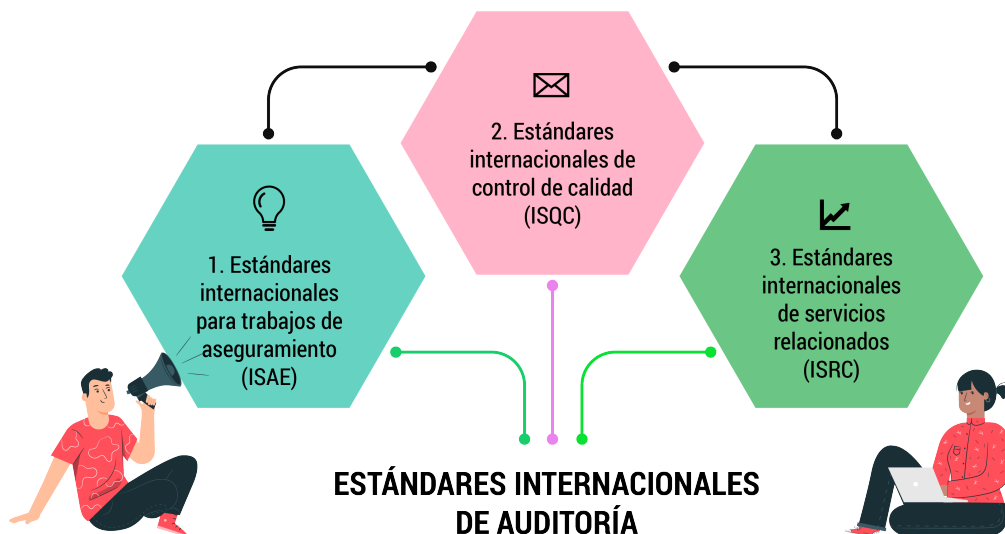 1. Estándares
internacionales
para trabajos de
aseguramiento
(ISAE)
2. Estándares
internacionales de
control de calidad
(ISQC)
3. Estándares
internacionales
de servicios
relacionados
(ISRC)
ESTÁNDARES INTERNACIONALES
DE AUDITORÍA